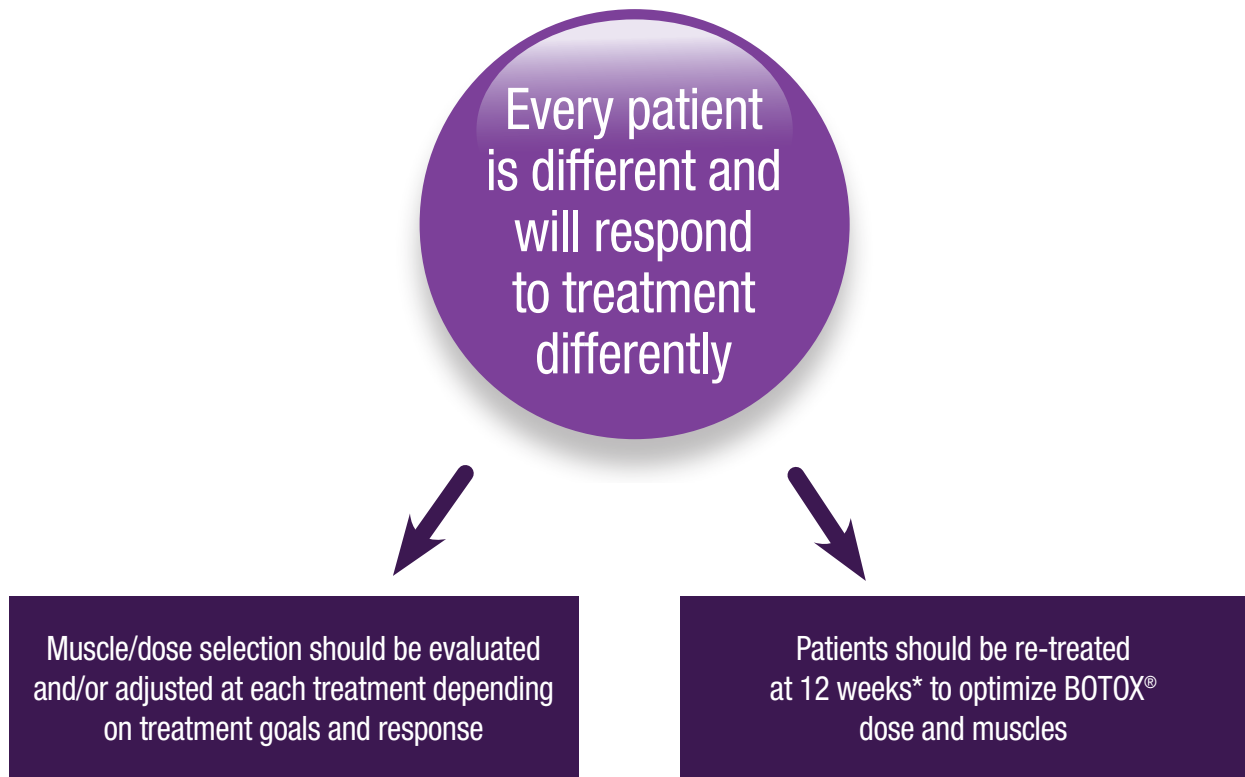 Every patient
is different and
will respond
to treatment
differently
Muscle/dose selection should be evaluated
and/or adjusted at each treatment depending
on treatment goals and response
Patients should be re-treated
at 12 weeks* to optimize BOTOX®
dose and muscles